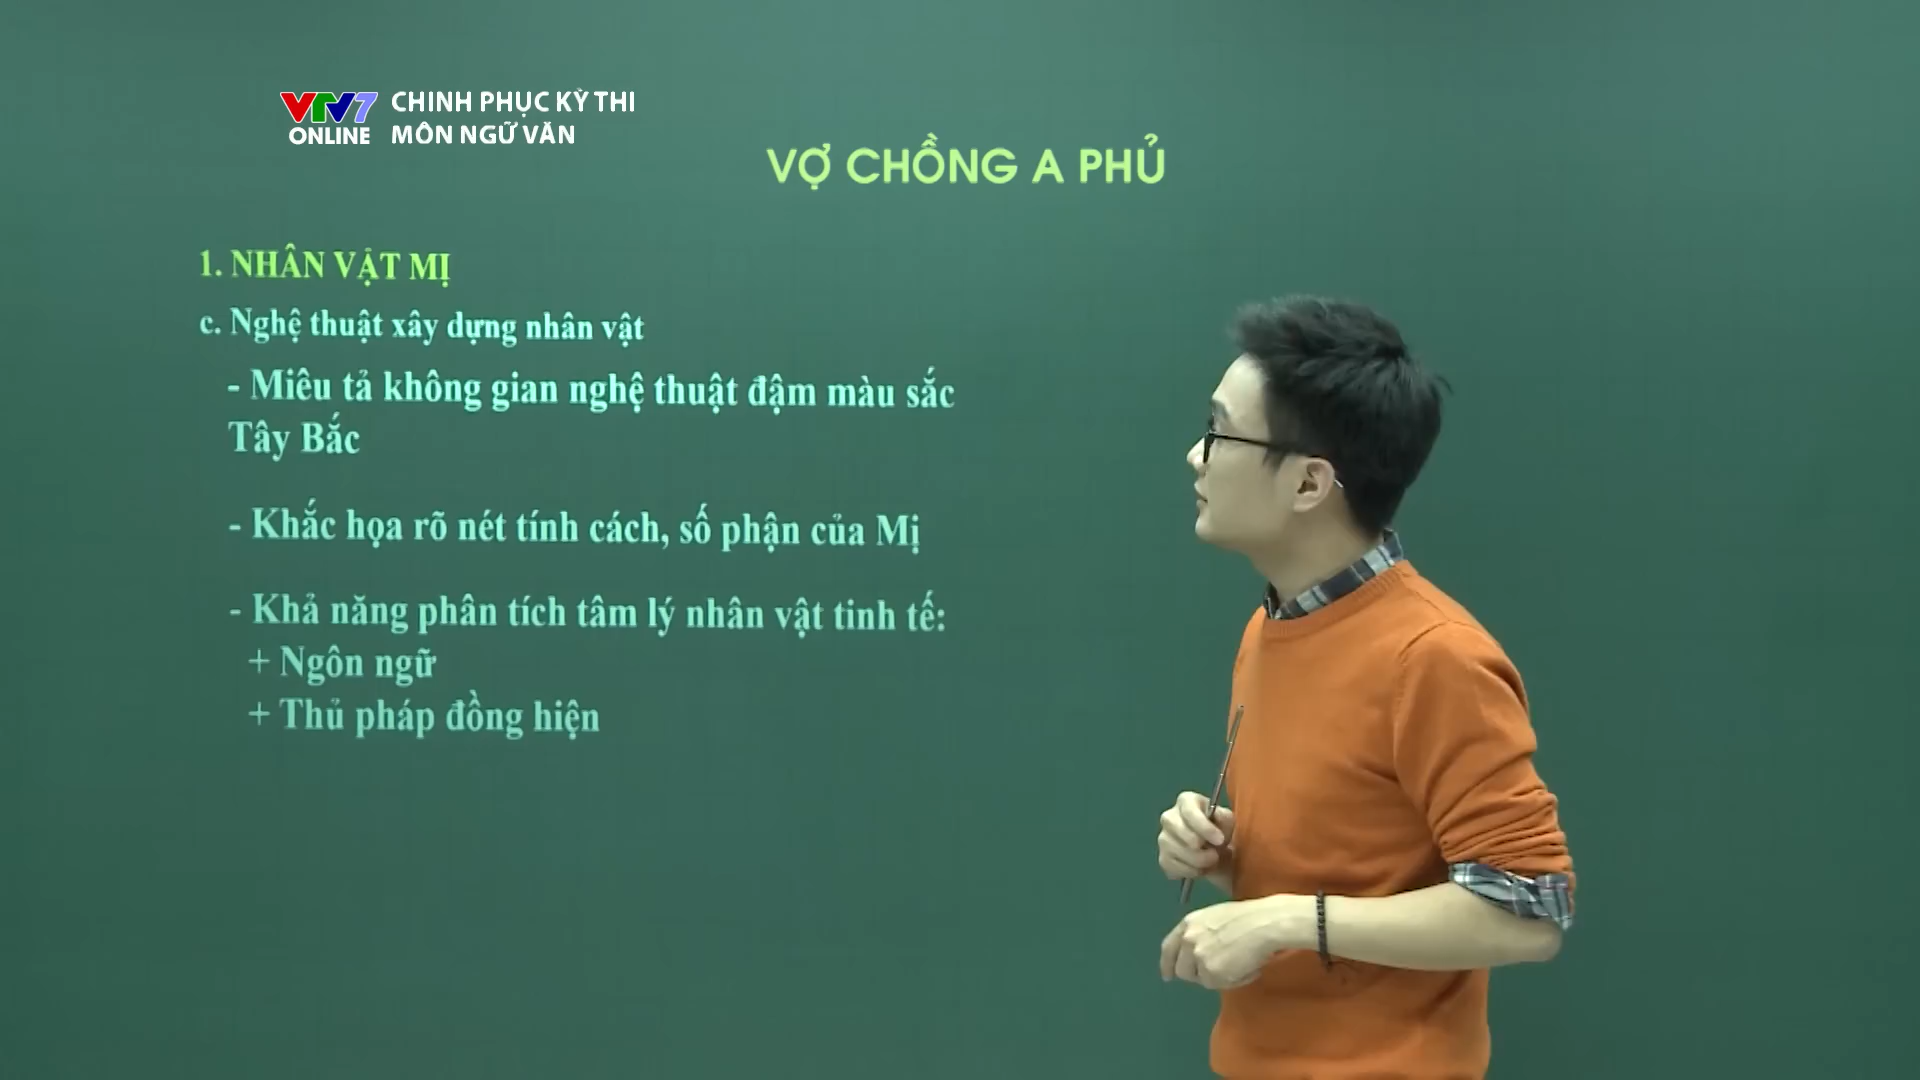 VTV7
ONLINE
CHINH PHỤC KỲ THI
MÔN NGỮ VĂN
VỢ CHỒNG A PHỦ
1. NHÂN VẬT MỊ
c. Nghệ thuật xây dựng nhân vật
- Miêu tả không gian nghệ thuật đậm màu sắc
Tây Bắc
- Khắc họa rõ nét tính cách, số phận của Mị
- Khả năng phân tích tâm lý nhân vật tinh tế:
+ Ngôn ngữ
+ Thủ pháp đồng hiện